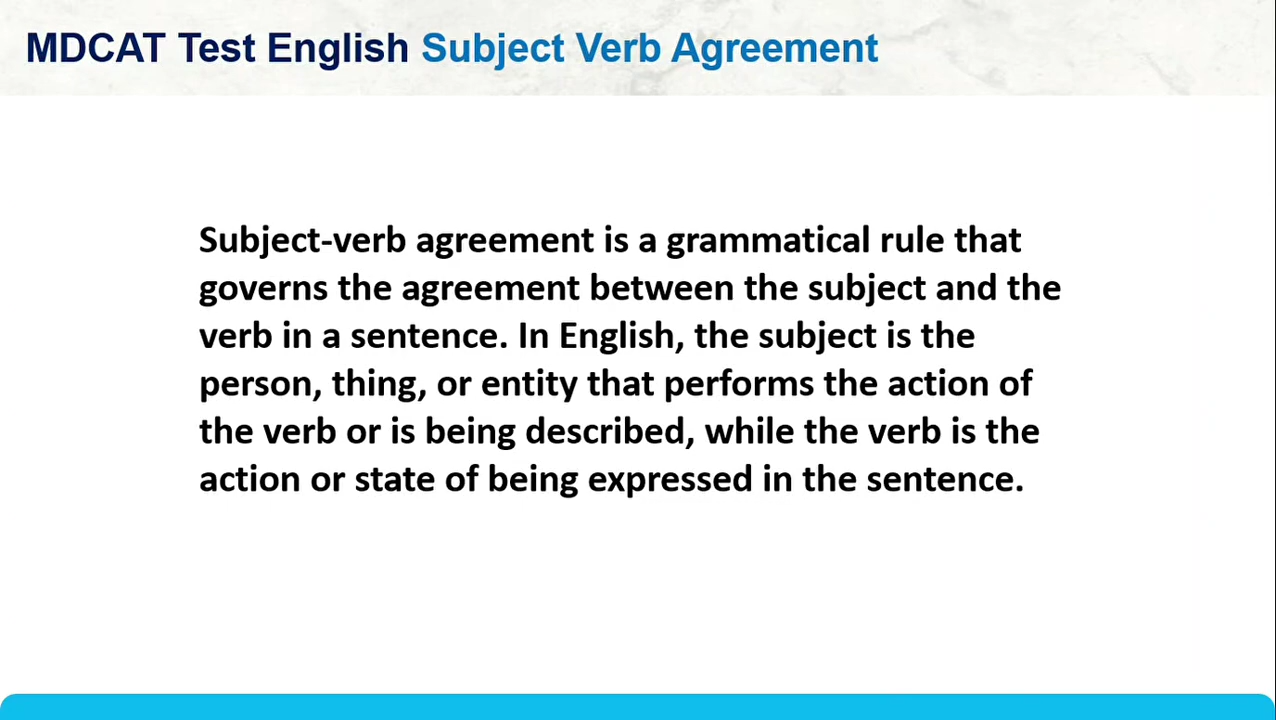 MDCAT Test English Subject Verb Agreement
Subject-verb agreement is a grammatical rule that
governs the agreement between the subject and the
verb in a sentence. In English, the subject is the
person, thing, or entity that performs the action of
the verb or is being described, while the verb is the
action or state of being expressed in the sentence.